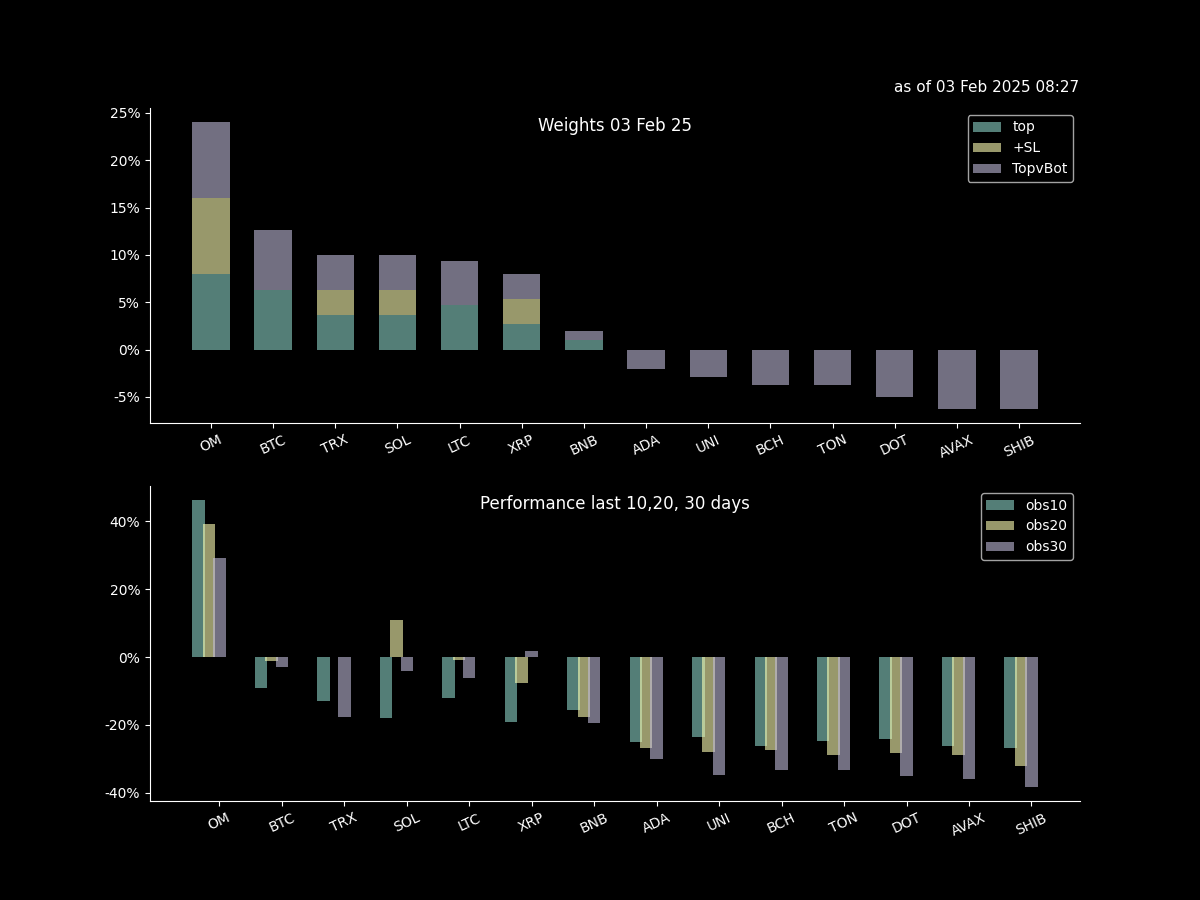 as of 03 Feb 2025 08:27
25%
Weights 03 Feb 25
top
+SL
TopvBot
20%
15%
10%
5%
0%
-5%
OM BTC TRX SOL LTC XRP BNB ADA UNI BCH TON DOT AVAX SHIB
Performance last 10,20, 30 days
obs10
obs20
obs30
40%
20%
0%
-20%
-40%
OM BTC TRX SOL LTC XRP BNB ADA UNI BCH TON DOT AVAX SHIB